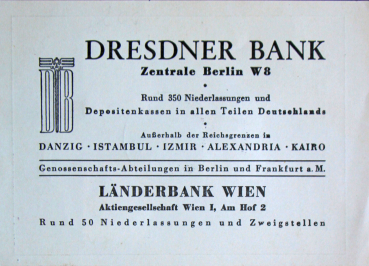 DRESDNER BANK
Zentrale Berlin W8
Rund 350 Niederlassungen und
Depositenkassen in allen Teilen Deutschlands
Außerhalb der Reichsgrenzen in
DANZIG · ISTAMBUL · IZMIR · ALEXANDRIA · KAIRO
Genossenschafts-Abteilungen in Berlin und Frankfurt a. M.
LÄNDERBANK WIEN
Aktiengesellschaft Wien I, Am Hof 2
Rund 50 Niederlassungen und Zweigstellen